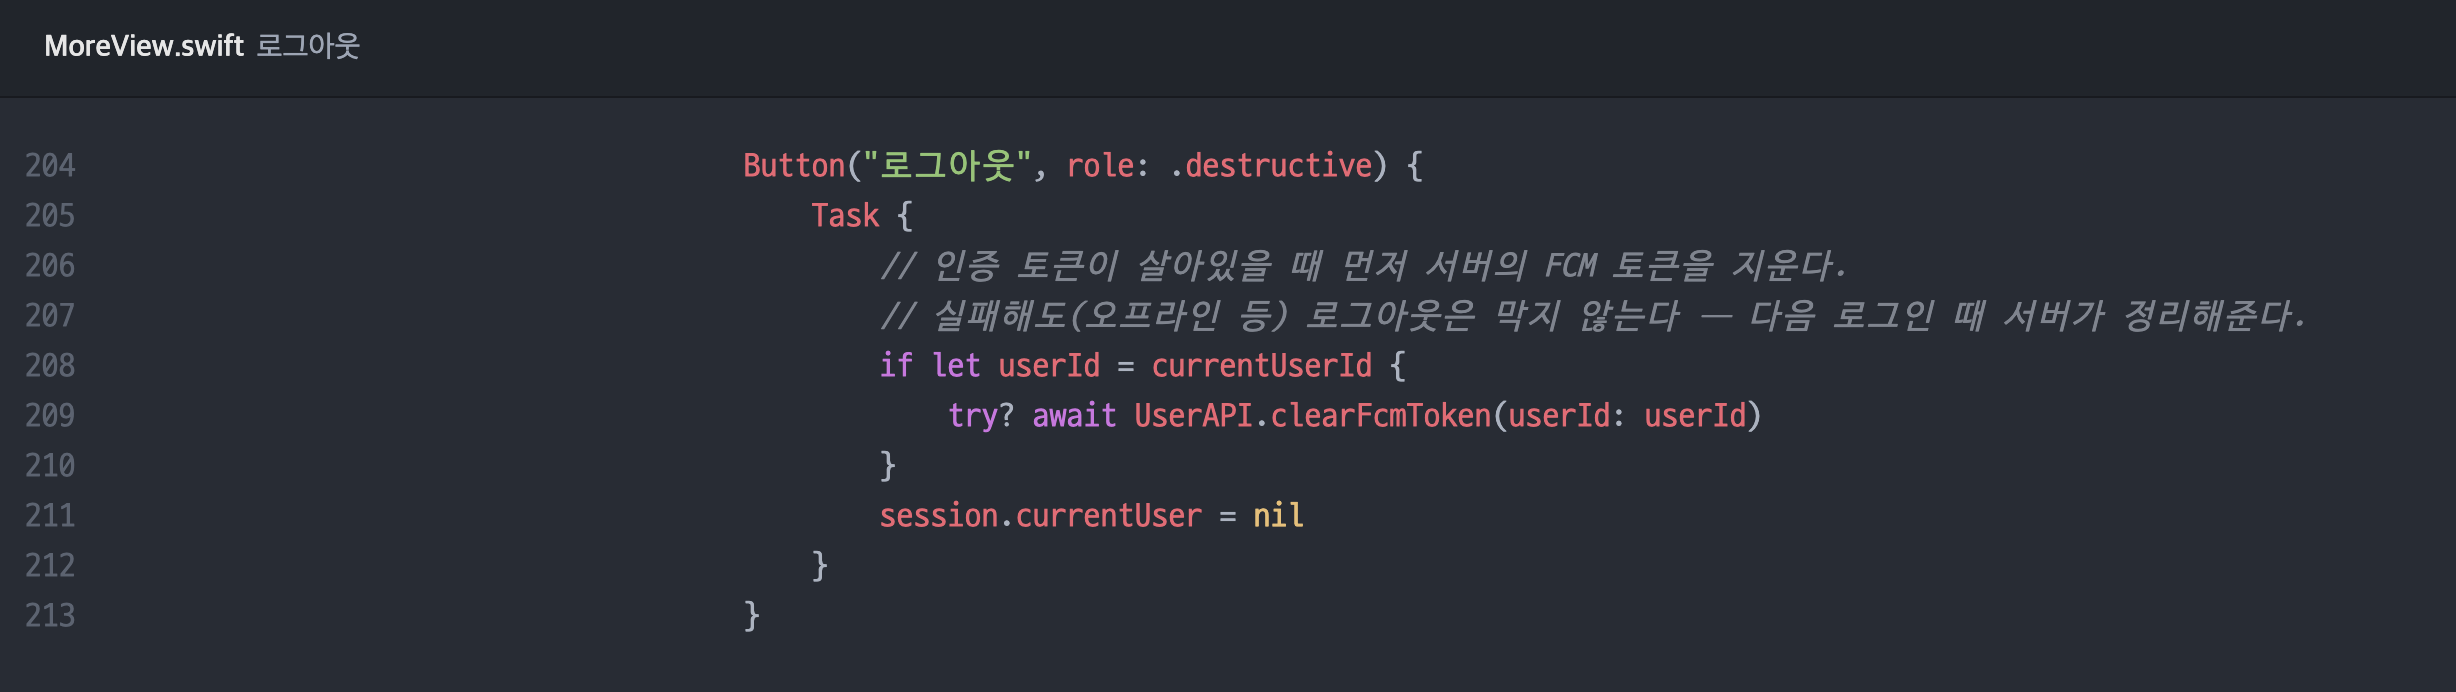 MoreView.swift 로그아웃
204 Button("로그아웃", role: .destructive) {
205 Task {
206 // 인증 토큰이 살아있을 때 먼저 서버의 FCM 토큰을 지운다.
207 // 실패해도(오프라인 등) 로그아웃은 막지 않는다 — 다음 로그인 때 서버가 정리해준다.
208 if let userId = currentUserId {
209 try? await UserAPI.clearFcmToken(userId: userId)
210 }
211 session.currentUser = nil
212 }
213 }